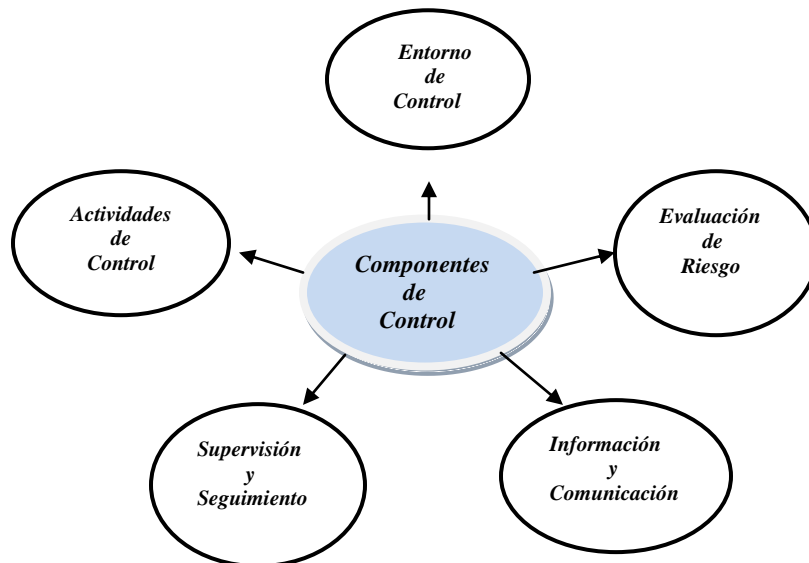 Entorno
de
Control
Actividades
de
Control
Evaluación
de
Riesgo
Componentes
de
Control
Supervisión
y
Seguimiento
Información
y
Comunicación